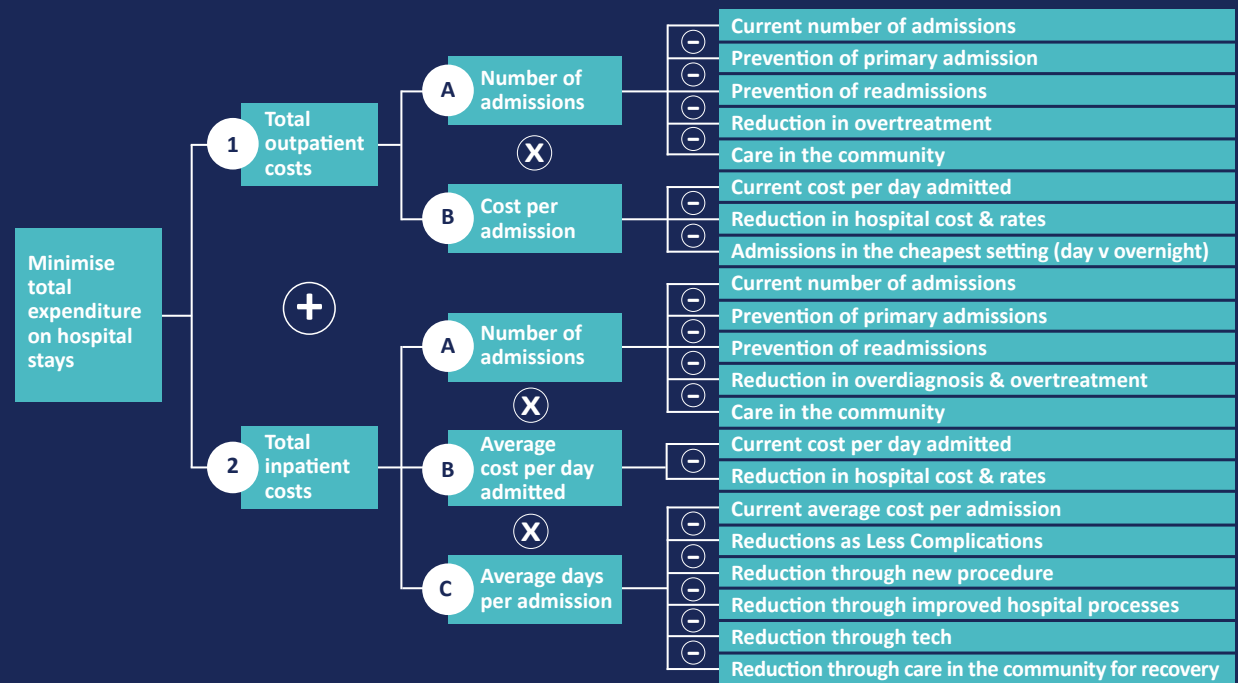 Minimise
total
expenditure
on hospital
stays
+
1
Total
outpatient
costs
A
Number of
admissions
Current number of admissions
−
Prevention of primary admission
−
Prevention of readmissions
−
Reduction in overtreatment
−
Care in the community
X
B
Cost per
admission
Current cost per day admitted
−
Reduction in hospital cost & rates
−
Admissions in the cheapest setting (day v overnight)
2
Total
inpatient
costs
A
Number of
admissions
Current number of admissions
−
Prevention of primary admissions
−
Prevention of readmissions
−
Reduction in overdiagnosis & overtreatment
−
Care in the community
X
B
Average
cost per day
admitted
Current cost per day admitted
−
Reduction in hospital cost & rates
X
C
Average days
per admission
Current average cost per admission
−
Reductions as Less Complications
−
Reduction through new procedure
−
Reduction through improved hospital processes
−
Reduction through tech
−
Reduction through care in the community for recovery